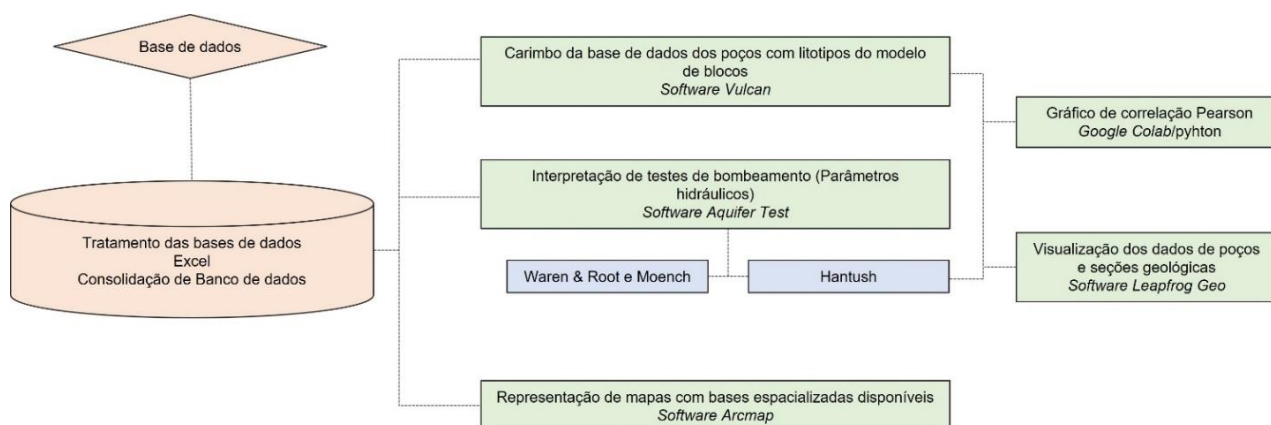 Base de dados
Tratamento das bases de dados
Excel
Consolidação de Banco de dados
Carimbo da base de dados dos poços com litotipos do modelo
de blocos
Software Vulcan
Interpretação de testes de bombeamento (Parâmetros
hidráulicos)
Software Aquifer Test
Waren & Root e Moench
Hantush
Representação de mapas com bases espacializadas disponíveis
Software Arcmap
Gráfico de correlação Pearson
Google Colab/pyhton
Visualização dos dados de poços
e seções geológicas
Software Leapfrog Geo